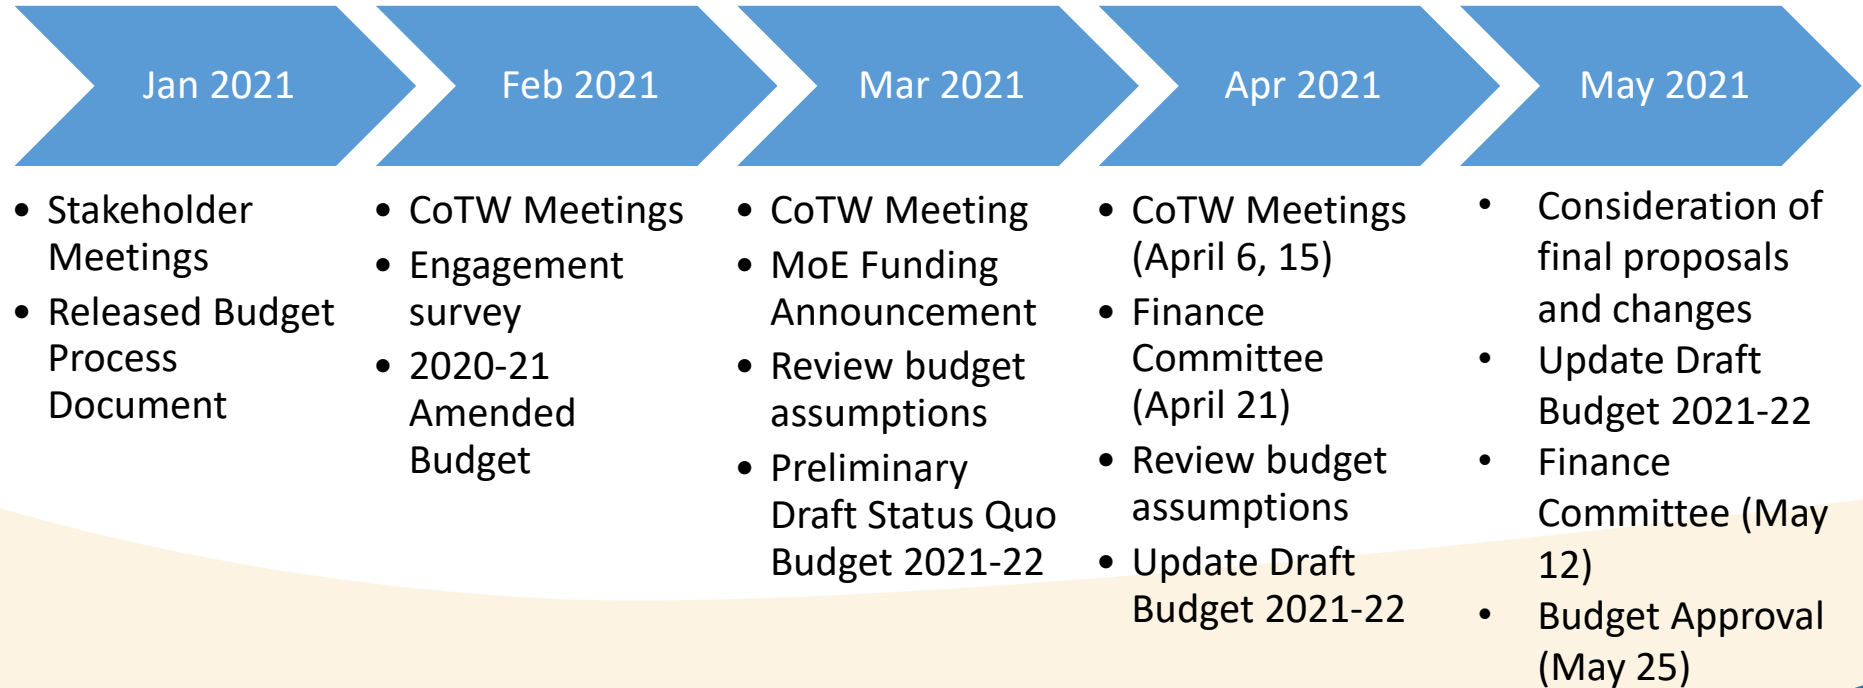 Jan 2021
Feb 2021
Mar 2021
Apr 2021
May 2021
• Stakeholder
Meetings
• Released Budget
Process
Document
• CoTW Meetings
• Engagement
survey
• 2020-21
Amended
Budget
• CoTW Meeting
• MoE Funding
Announcement
• Review budget
assumptions
• Preliminary
Draft Status Quo
Budget 2021-22
• CoTW Meetings
(April 6, 15)
• Finance
Committee
(April 21)
• Review budget
assumptions
• Update Draft
Budget 2021-22
• Consideration of
final proposals
and changes
• Update Draft
Budget 2021-22
• Finance
Committee (May
12)
• Budget Approval
(May 25)